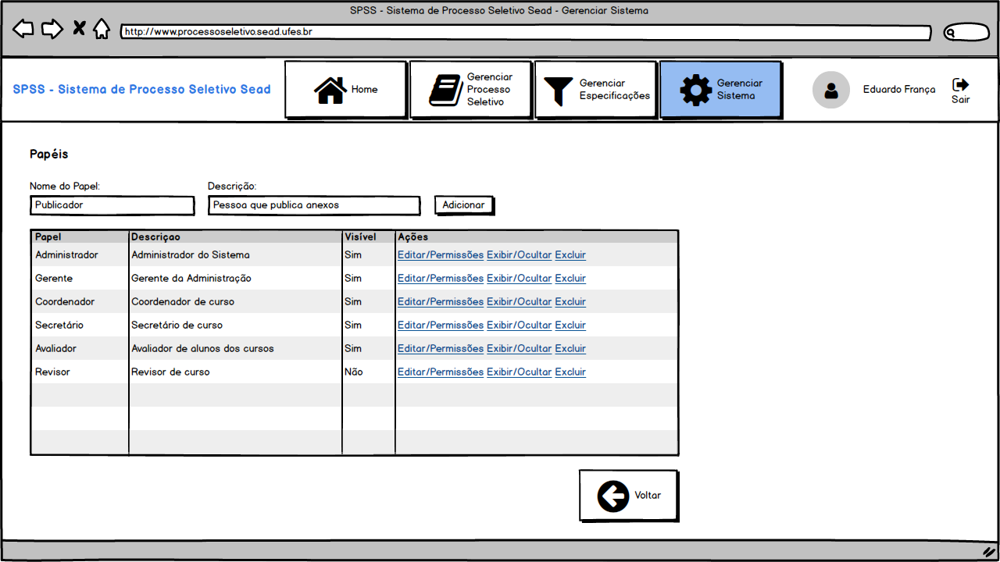 SPSS - Sistema de Processo Seletivo Sead - Gerenciar Sistema
http://www.processoseletivo.sead.ufes.br
SPSS - Sistema de Processo Seletivo Sead
Home
Gerenciar
Processo
Seletivo
Gerenciar
Especificações
Gerenciar
Sistema
Eduardo França
Sair
Papéis
Nome do Papel: Descrição:
Publicador Pessoa que publica anexos Adicionar
Papel Descriçao Visível Ações
Administrador Administrador do Sistema Sim Editar/Permissões Exibir/Ocultar Excluir
Gerente Gerente da Administração Sim Editar/Permissões Exibir/Ocultar Excluir
Coordenador Coordenador de curso Sim Editar/Permissões Exibir/Ocultar Excluir
Secretário Secretário de curso Sim Editar/Permissões Exibir/Ocultar Excluir
Avaliador Avaliador de alunos dos cursos Sim Editar/Permissões Exibir/Ocultar Excluir
Revisor Revisor de curso Não Editar/Permissões Exibir/Ocultar Excluir
Voltar